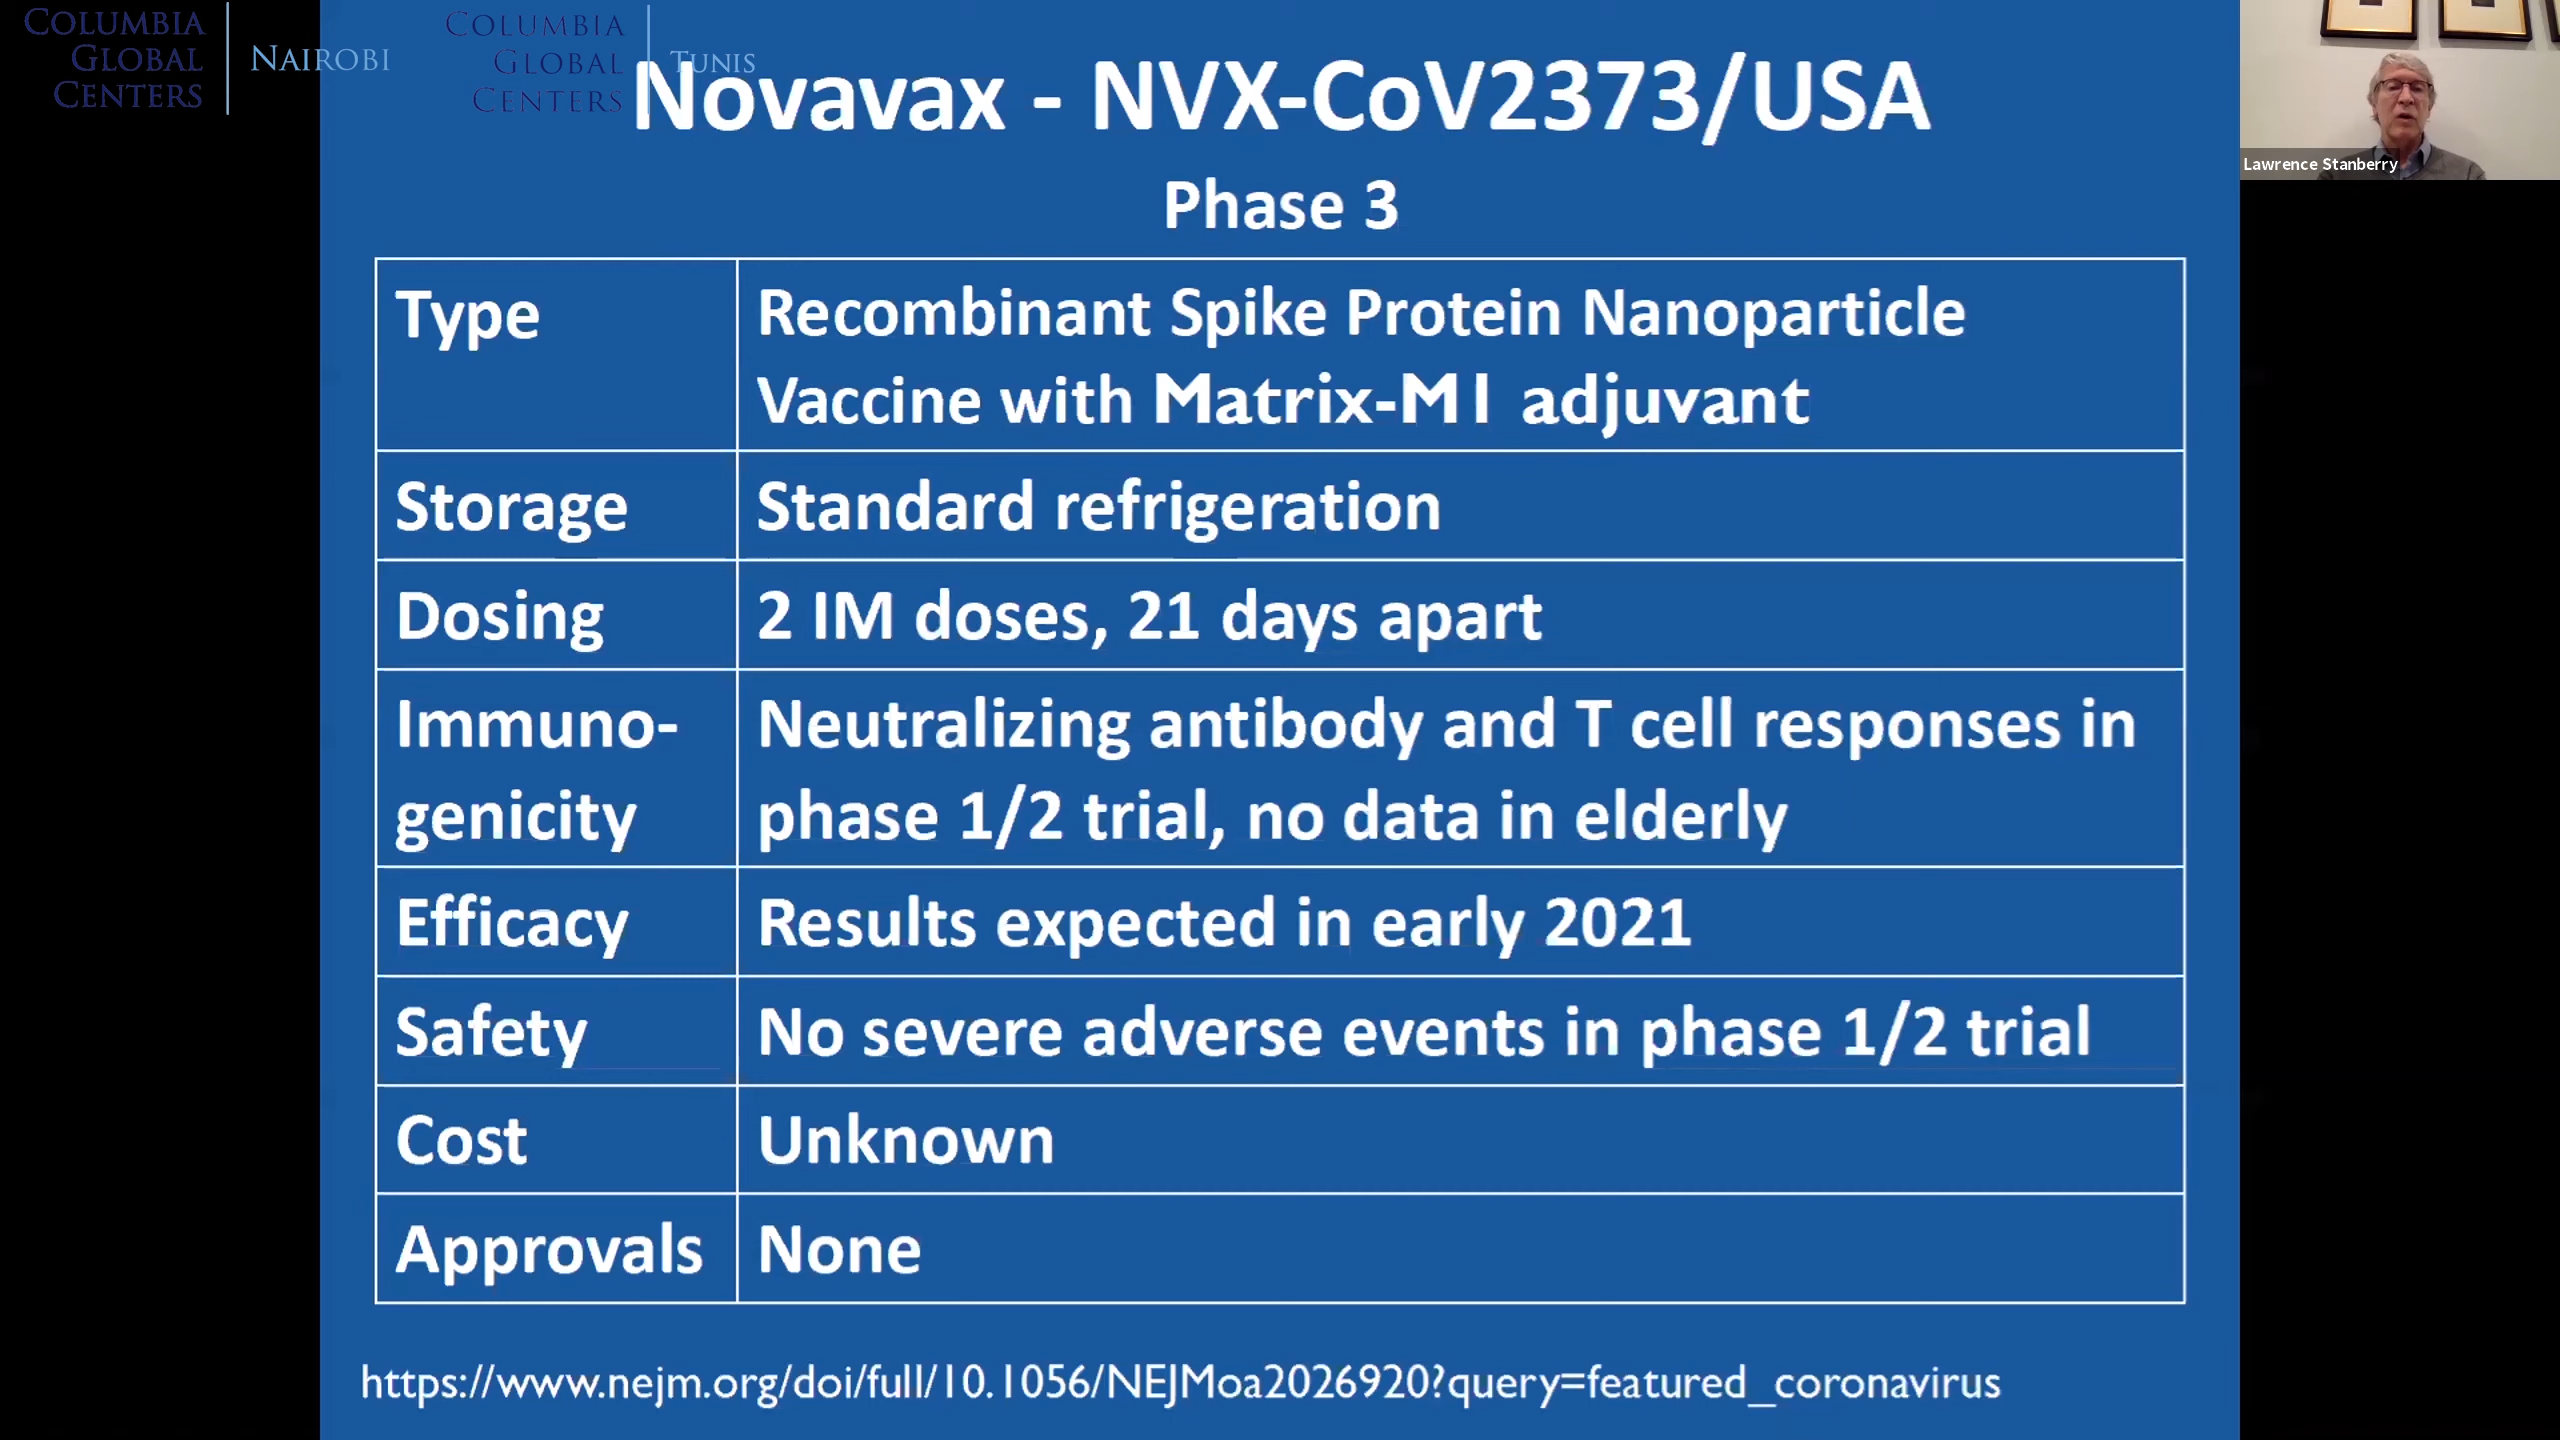 COLUMBIA
GLOBAL
CENTERS
NAIROBI
COLUMBIA
GLOBAL
CENTERS
TUNIS
Novavax - NVX-CoV2373/USA
Phase 3
Lawrence Stanberry
Type
Recombinant Spike Protein Nanoparticle
Vaccine with Matrix-M1 adjuvant
Storage
Standard refrigeration
Dosing
2 IM doses, 21 days apart
Immuno-
genicity
Neutralizing antibody and T cell responses in
phase 1/2 trial, no data in elderly
Efficacy
Results expected in early 2021
Safety
No severe adverse events in phase 1/2 trial
Cost
Unknown
Approvals
None
https://www.nejm.org/doi/full/10.1056/NEJMoa2026920?query=featured_coronavirus